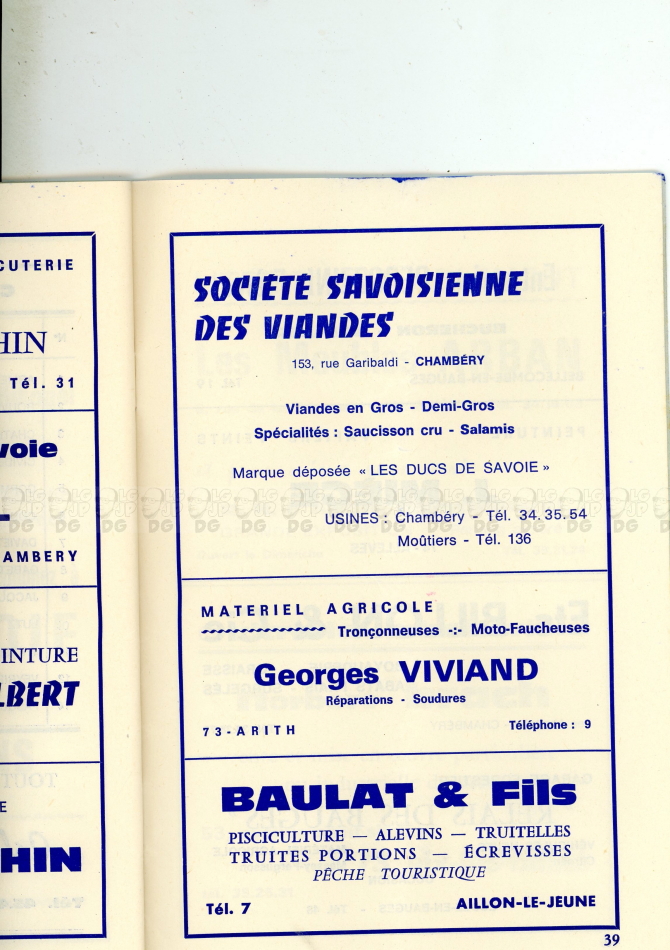 CUTERIE
HIN
Tél. 31
voie
AMBERY
INTURE
LBERT
E
HIN
SOCIÉTÉ SAVOISIENNE
DES VIANDES
153, rue Garibaldi - CHAMBÉRY
Viandes en Gros - Demi-Gros
Spécialités : Saucisson cru - Salamis
Marque déposée « LES DUCS DE SAVOIE »
USINES : Chambéry - Tél. 34.35.54
Moûtiers - Tél. 136
MATERIEL AGRICOLE
Tronçonneuses -:- Moto-Faucheuses
Georges VIVIAND
Réparations - Soudures
73-ARITH Téléphone : 9
BAULAT & Fils
PISCICULTURE — ALEVINS — TRUITELLES
TRUITES PORTIONS — ÉCREVISSES
PÊCHE TOURISTIQUE
Tél. 7 AILLON-LE-JEUNE
39